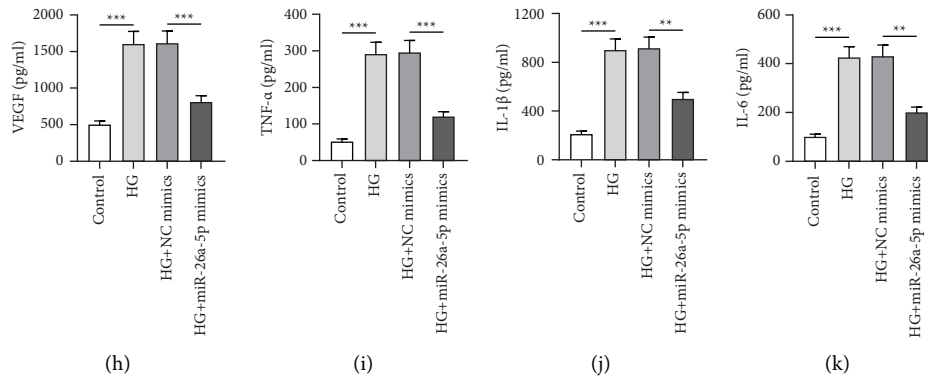 2000
1500
1000
500
0
VEGF (pg/ml)
***
***
Control
HG
HG+NC mimics
HG+miR-26a-5p mimics
(h)
400
300
200
100
0
TNF-α (pg/ml)
***
***
Control
HG
HG+NC mimics
HG+miR-26a-5p mimics
(i)
1200
800
400
0
IL-1β (pg/ml)
***
**
Control
HG
HG+NC mimics
HG+miR-26a-5p mimics
(j)
600
400
200
0
IL-6 (pg/ml)
***
**
Control
HG
HG+NC mimics
HG+miR-26a-5p mimics
(k)